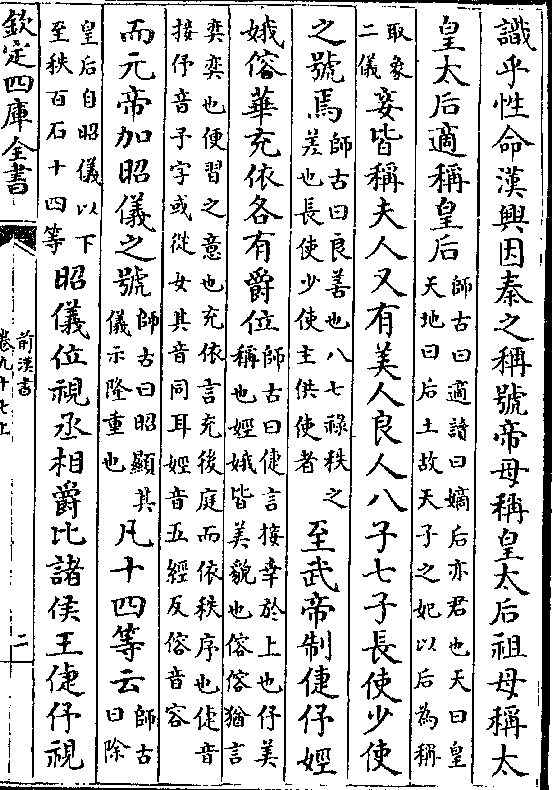 識乎性命漢興因秦之稱號帝母稱皇太后祖母稱太
皇太后適稱皇后師古曰適讀曰嫡后亦君也天曰皇
天地曰后土故天子之妃以后為稱
取象
二儀妾皆稱夫人又有美人良人八子七子長使少使
之號焉師古曰良善也八七祿秩之
差也長使少使主供使者至武帝制倢伃娙
娥傛華充依各有爵位師古曰倢言接幸於上也伃美
稱也娙娥皆美貌也傛傛猶言
奕奕也便習之意也充依言充後庭而依秩序也倢音
接伃音予字或從女其音同耳娙音五經反傛音容
而元帝加昭儀之號師古曰昭顯其
儀示隆重也凡十四等云師古
曰除
皇后自昭儀以下
至秩百石十四等昭儀位視丞相爵比諸侯王倢伃視
欽定四庫全書
前漢書
卷九十七上
二